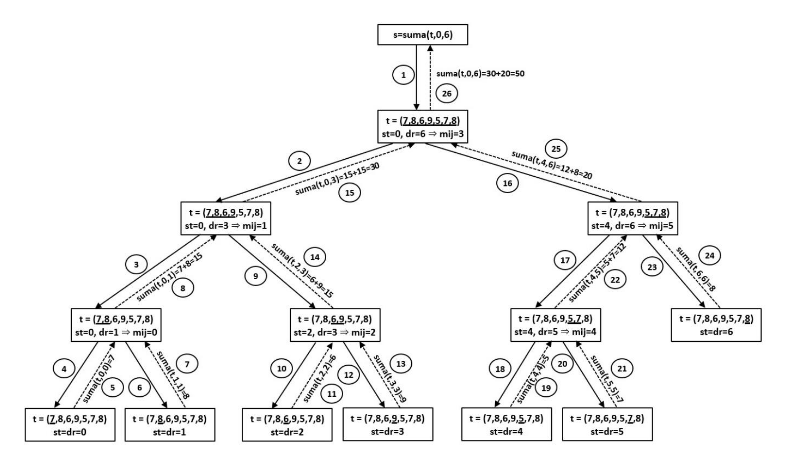 s=suma(t,0,6)
1
suma(t,0,6)=30+20=50
26
t = (7,8,6,9,5,7,8)
st=0, dr=6 ⇒ mij=3
2
suma(t,0,3)=15+15=30
15
25
suma(t,4,6)=12+8=20
16
t = (7,8,6,9,5,7,8)
st=0, dr=3 ⇒ mij=1
t = (7,8,6,9,5,7,8)
st=4, dr=6 ⇒ mij=5
3
suma(t,0,1)=7+8=15
8
14
suma(t,2,3)=6+9=15
9
17
suma(t,4,5)=5+7=12
22
24
suma(t,6,6)=8
23
t = (7,8,6,9,5,7,8)
st=0, dr=1 ⇒ mij=0
t = (7,8,6,9,5,7,8)
st=2, dr=3 ⇒ mij=2
t = (7,8,6,9,5,7,8)
st=4, dr=5 ⇒ mij=4
t = (7,8,6,9,5,7,8)
st=dr=6
4
suma(t,0,0)=7
5
6
suma(t,1,1)=8
7
10
suma(t,2,2)=6
11
12
suma(t,3,3)=9
13
18
suma(t,4,4)=5
19
20
suma(t,5,5)=7
21
t = (7,8,6,9,5,7,8)
st=dr=0
t = (7,8,6,9,5,7,8)
st=dr=1
t = (7,8,6,9,5,7,8)
st=dr=2
t = (7,8,6,9,5,7,8)
st=dr=3
t = (7,8,6,9,5,7,8)
st=dr=4
t = (7,8,6,9,5,7,8)
st=dr=5